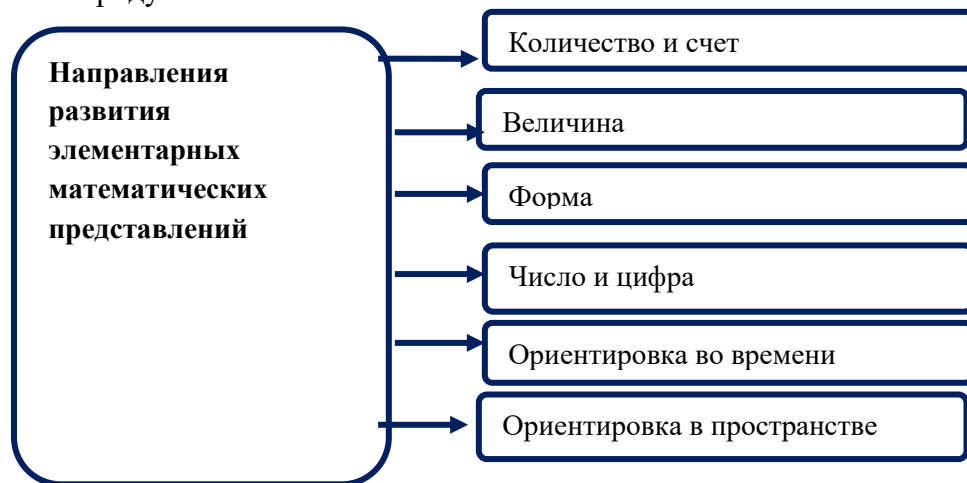 Направления
развития
элементарных
математических
представлений
Количество и счет
Величина
Форма
Число и цифра
Ориентировка во времени
Ориентировка в пространстве